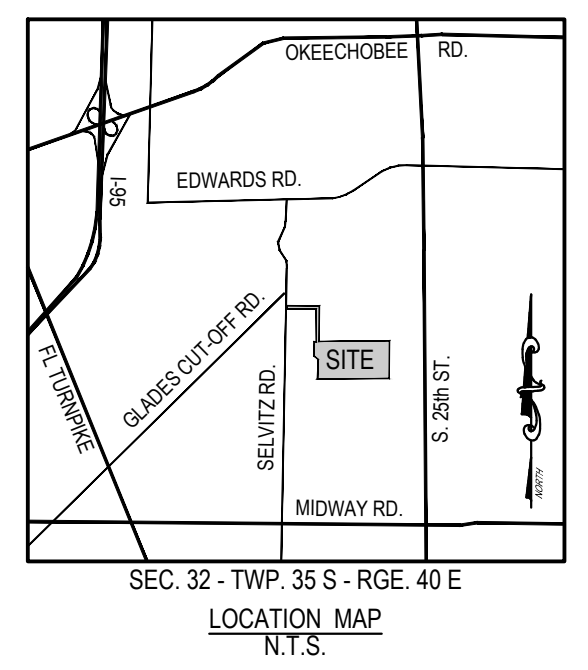 OKEECHOBEE RD.
I-95
EDWARDS RD.
GLADES CUT-OFF RD.
FL TURNPIKE
SITE
SELVITZ RD.
S. 25th ST.
NORTH
MIDWAY RD.
SEC. 32 - TWP. 35 S - RGE. 40 E
LOCATION MAP
N.T.S.